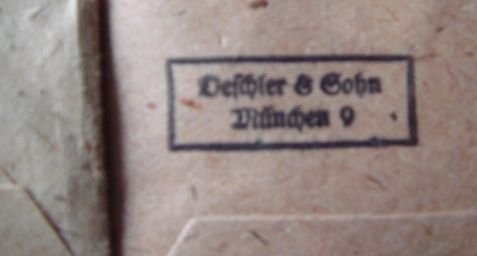 Deschler & Sohn
München 9